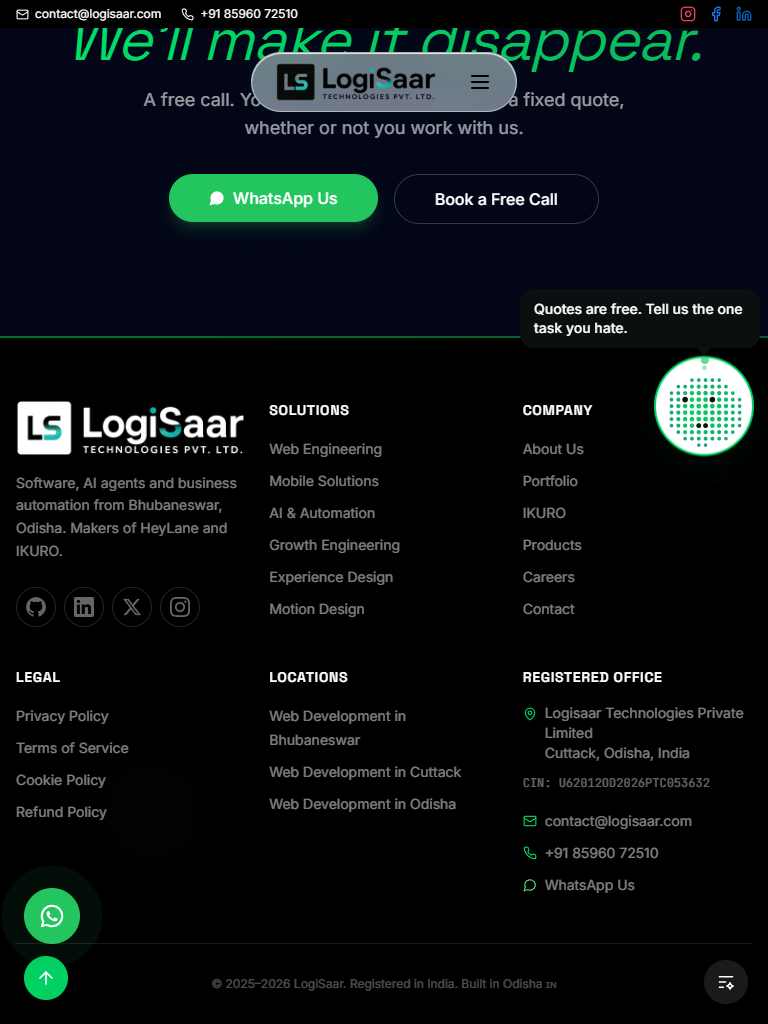 contact@logisaar.com
+91 85960 72510
We'll make it disappear.
LS LogiSaar
TECHNOLOGIES PVT. LTD.
A free call. a fixed quote,
whether or not you work with us.
WhatsApp Us
Book a Free Call
Quotes are free. Tell us the one
task you hate.
LS LogiSaar
TECHNOLOGIES PVT. LTD.
Software, AI agents and business
automation from Bhubaneswar,
Odisha. Makers of HeyLane and
IKURO.
SOLUTIONS
Web Engineering
Mobile Solutions
AI & Automation
Growth Engineering
Experience Design
Motion Design
COMPANY
About Us
Portfolio
IKURO
Products
Careers
Contact
LEGAL
Privacy Policy
Terms of Service
Cookie Policy
Refund Policy
LOCATIONS
Web Development in
Bhubaneswar
Web Development in Cuttack
Web Development in Odisha
REGISTERED OFFICE
Logisaar Technologies Private
Limited
Cuttack, Odisha, India
CIN: U62012OD2026PTC053632
contact@logisaar.com
+91 85960 72510
WhatsApp Us
© 2025–2026 LogiSaar. Registered in India. Built in Odisha IN